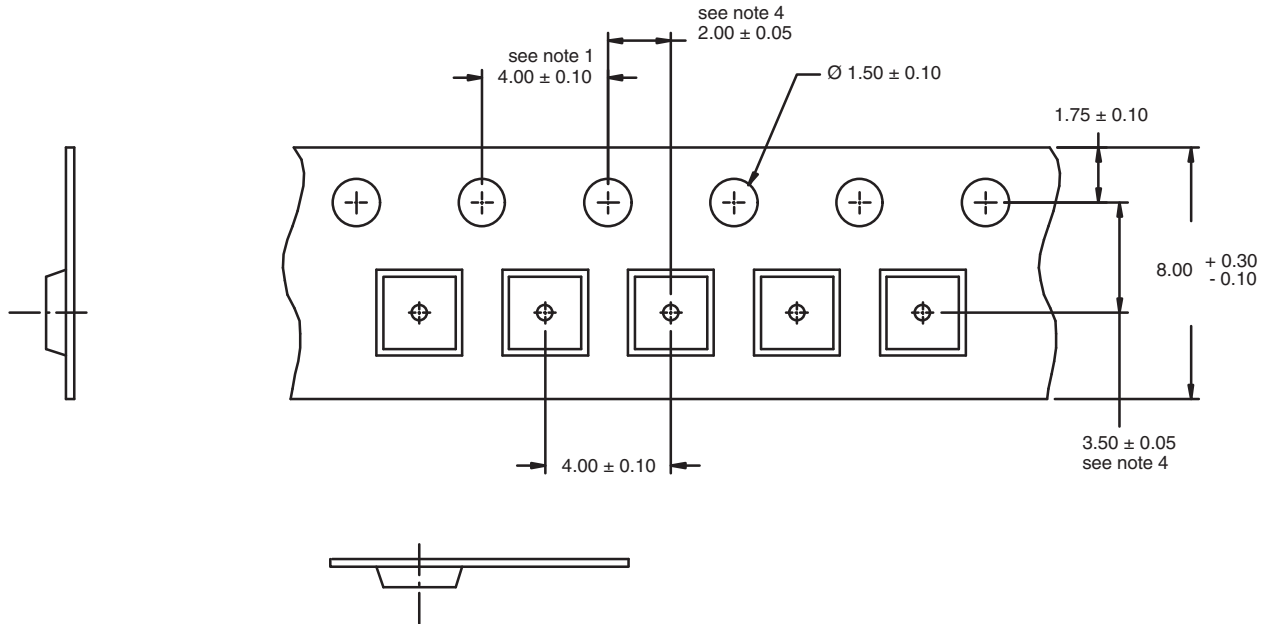 see note 4
2.00 ± 0.05
see note 1
4.00 ± 0.10
Ø 1.50 ± 0.10
1.75 ± 0.10
8.00 + 0.30
- 0.10
3.50 ± 0.05
see note 4
4.00 ± 0.10